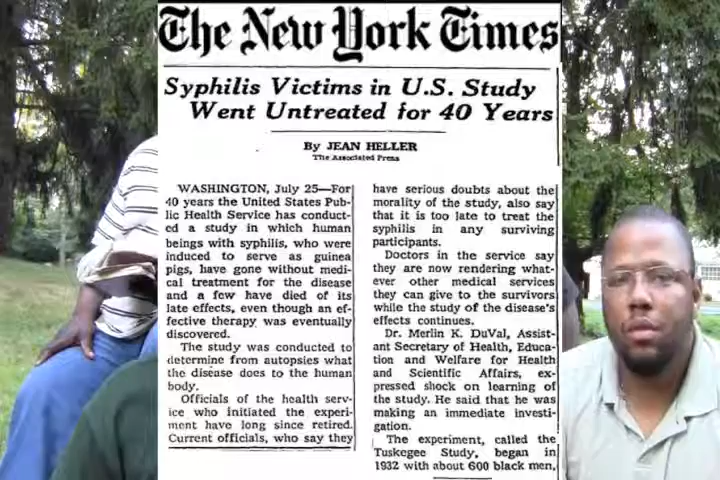 The New York Times
Syphilis Victims in U.S. Study
Went Untreated for 40 Years
By JEAN HELLER
The Associated Press
WASHINGTON, July 25—For
40 years the United States Pub-
lic Health Service has conduct-
ed a study in which human
beings with syphilis, who were
induced to serve as guinea
pigs, have gone without medi-
cal treatment for the disease
and a few have died of its
late effects, even though an ef-
fective therapy was eventually
discovered.
The study was conducted to
determine from autopsies what
the disease does to the human
body.
Officials of the health serv-
ice who initiated the experi-
ment have long since retired.
Current officials, who say they
have serious doubts about the
morality of the study, also say
that it is too late to treat the
syphilis in any surviving
participants.
Doctors in the service say
they are now rendering what-
ever other medical services
they can give to the survivors
while the study of the disease's
effects continues.
Dr. Merlin K. DuVal, Assist-
ant Secretary of Health, Educa-
tion and Welfare for Health
and Scientific Affairs, ex-
pressed shock on learning of
the study. He said that he was
making an immediate investi-
gation.
The experiment, called the
Tuskegee Study, began in
1932 with about 600 black men,